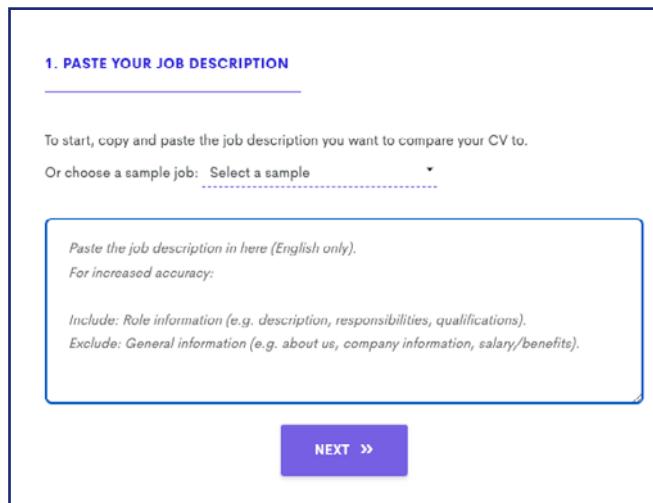 1. PASTE YOUR JOB DESCRIPTION
To start, copy and paste the job description you want to compare your CV to.
Or choose a sample job: Select a sample
Paste the job description in here (English only).
For increased accuracy:
Include: Role information (e.g. description, responsibilities, qualifications).
Exclude: General information (e.g. about us, company information, salary/benefits).
NEXT »